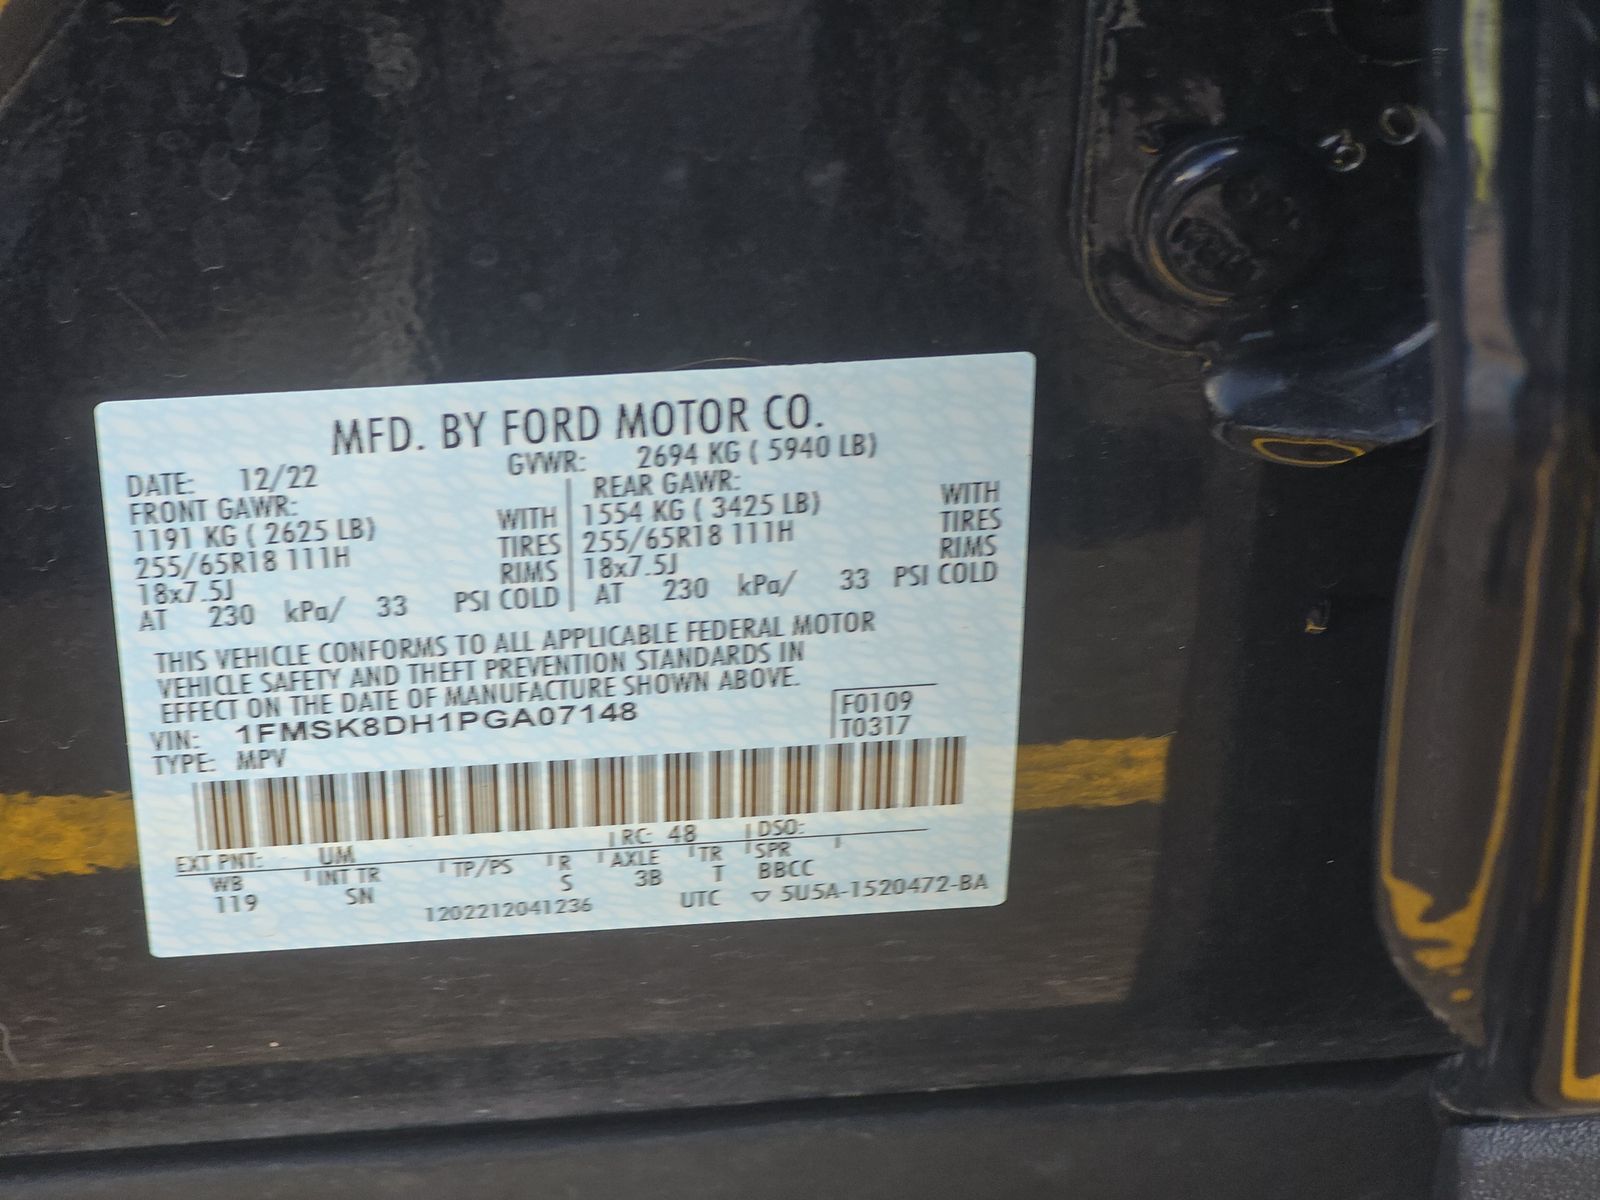 MFD. BY FORD MOTOR CO.
DATE: 12/22 GVWR: 2694 KG ( 5940 LB)
FRONT GAWR: REAR GAWR:
1191 KG ( 2625 LB) WITH 1554 KG ( 3425 LB) WITH
255/65R18 111H TIRES 255/65R18 111H TIRES
18x7.5J RIMS 18x7.5J RIMS
AT 230 kPa/ 33 PSI COLD AT 230 kPa/ 33 PSI COLD
THIS VEHICLE CONFORMS TO ALL APPLICABLE FEDERAL MOTOR
VEHICLE SAFETY AND THEFT PREVENTION STANDARDS IN
EFFECT ON THE DATE OF MANUFACTURE SHOWN ABOVE.
VIN: 1FMSK8DH1PGA07148 F0109
TYPE: MPV T0317
EXT PNT: UM RC: 48 DSO:
WB INT TR TP/PS R AXLE TR SPR
119 SN S 3B T BBCC
1202212041236 UTC ▽ 5U5A-1520472-BA